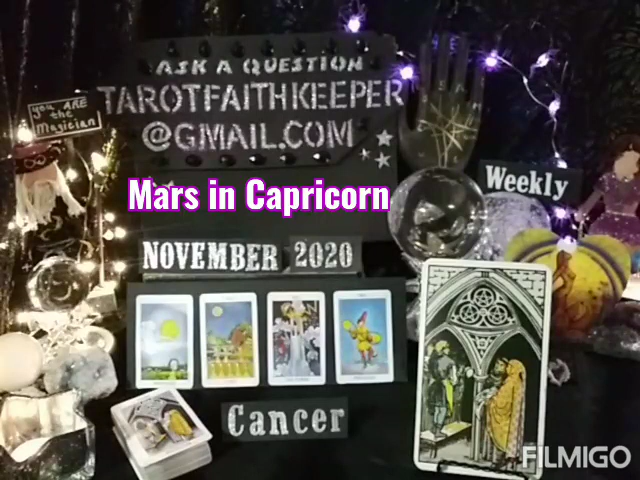 ASK A QUESTION
TAROTFAITHKEEPER
@GMAIL.COM
you ARE
the
Magician
Mars in Capricorn
Weekly
NOVEMBER 2020
Cancer
FILMIGO